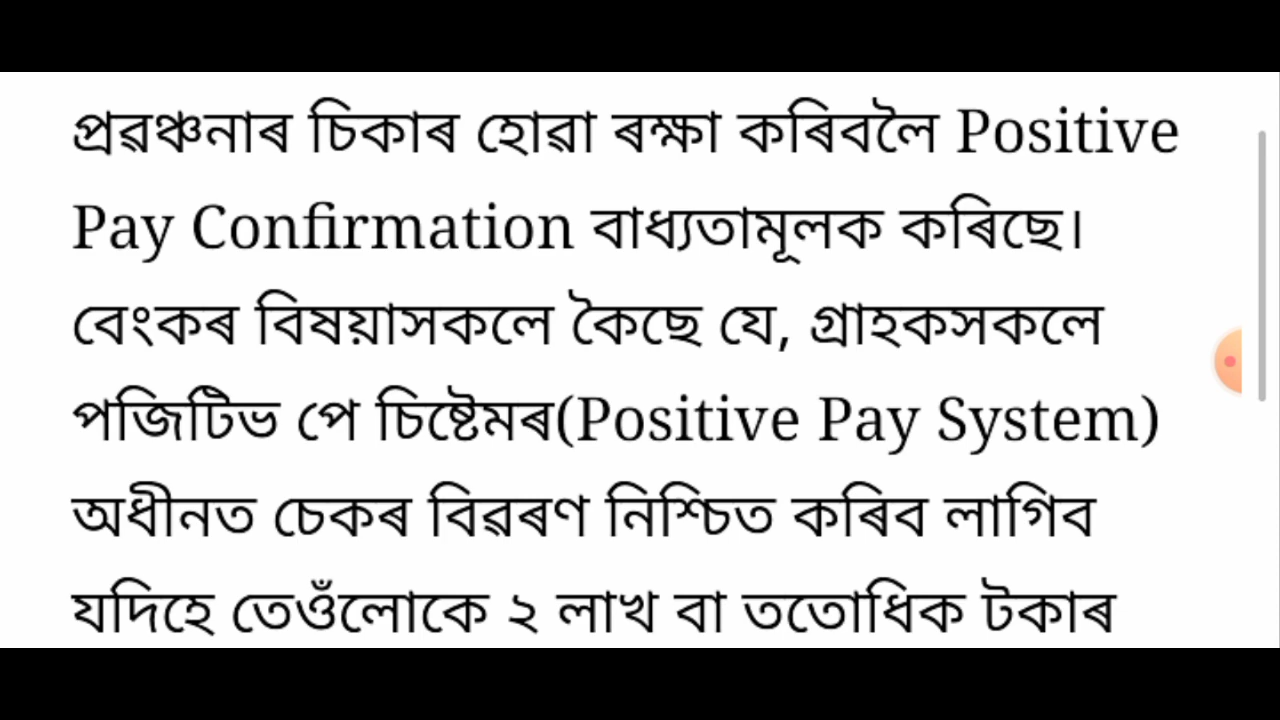 প্ৰৱঞ্চনাৰ চিকাৰ হোৱা ৰক্ষা কৰিবলৈ Positive
Pay Confirmation বাধ্যতামূলক কৰিছে।
বেংকৰ বিষয়াসকলে কৈছে যে, গ্ৰাহকসকলে
পজিটিভ পে চিষ্টেমৰ(Positive Pay System)
অধীনত চেকৰ বিৱৰণ নিশ্চিত কৰিব লাগিব
যদিহে তেওঁলোকে ২ লাখ বা ততোধিক টকাৰ